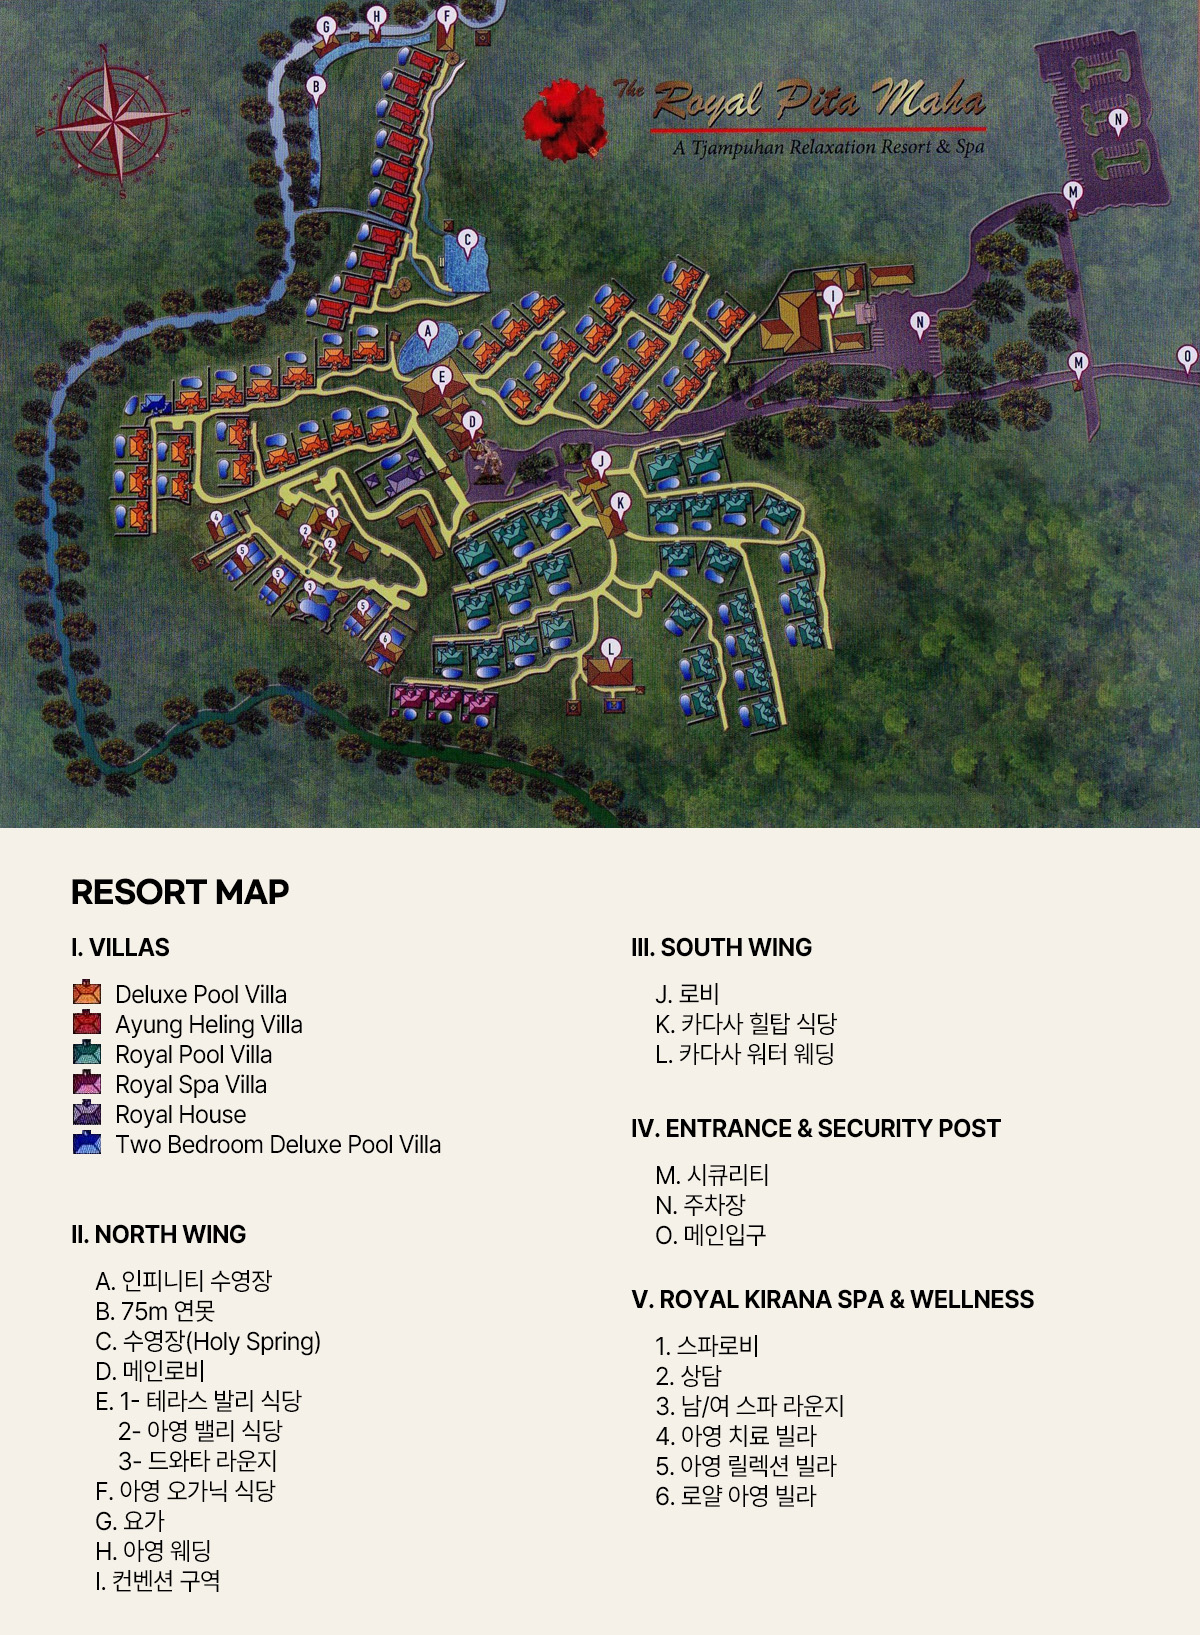 N
S
The Royal Pita Maha
A Tjampuhan Relaxation Resort & Spa
G
H
F
B
N
M
C
I
N
A
M
O
E
D
J
K
4
1
2
2
5
5
3
5
6
L
RESORT MAP
I. VILLAS
Deluxe Pool Villa
Ayung Heling Villa
Royal Pool Villa
Royal Spa Villa
Royal House
Two Bedroom Deluxe Pool Villa
II. NORTH WING
A. 인피니티 수영장
B. 75m 연못
C. 수영장(Holy Spring)
D. 메인로비
E. 1- 테라스 발리 식당
2- 아영 밸리 식당
3- 드와타 라운지
F. 아영 오가닉 식당
G. 요가
H. 아영 웨딩
I. 컨벤션 구역
III. SOUTH WING
J. 로비
K. 카다사 힐탑 식당
L. 카다사 워터 웨딩
IV. ENTRANCE & SECURITY POST
M. 시큐리티
N. 주차장
O. 메인입구
V. ROYAL KIRANA SPA & WELLNESS
1. 스파로비
2. 상담
3. 남/여 스파 라운지
4. 아영 치료 빌라
5. 아영 릴렉션 빌라
6. 로얄 아영 빌라